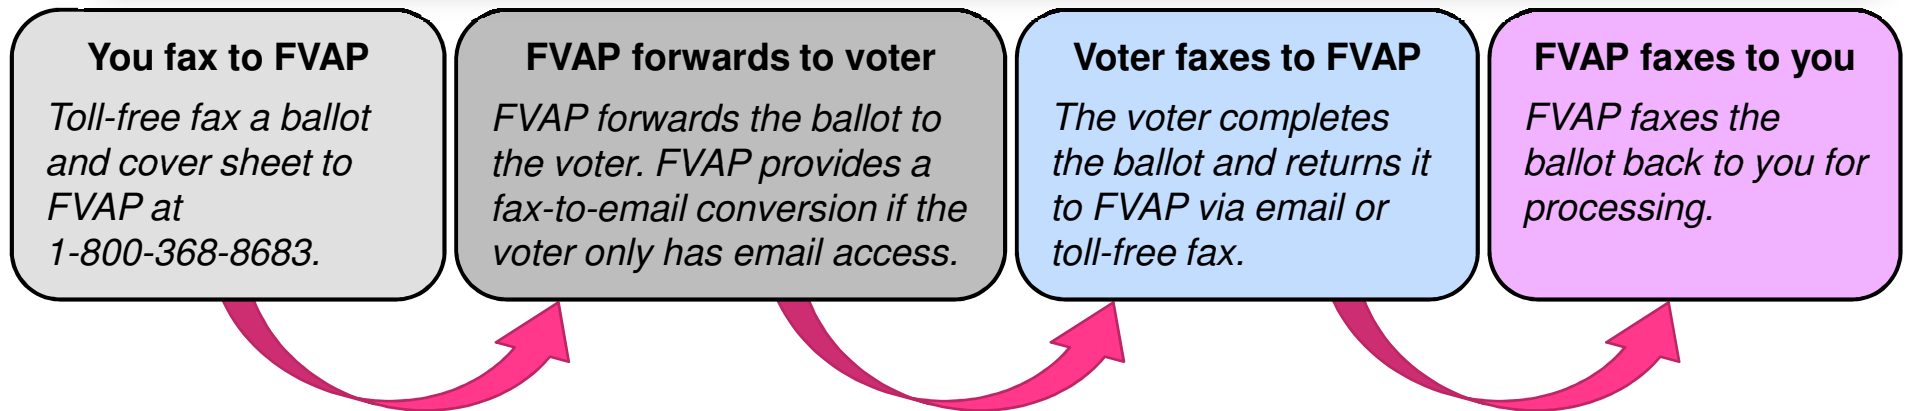 You fax to FVAP
Toll-free fax a ballot
and cover sheet to
FVAP at
1-800-368-8683.
FVAP forwards to voter
FVAP forwards the ballot to
the voter. FVAP provides a
fax-to-email conversion if the
voter only has email access.
Voter faxes to FVAP
The voter completes
the ballot and returns it
to FVAP via email or
toll-free fax.
FVAP faxes to you
FVAP faxes the
ballot back to you for
processing.